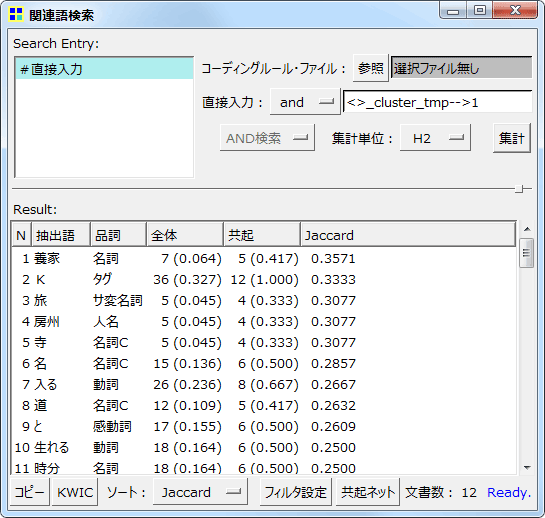 関連語検索
Search Entry:
#直接入力
コーディングルール・ファイル: 参照 選択ファイル無し
直接入力: and <>_cluster_tmp-->1
AND検索 集計単位: H2 集計
Result:
N 抽出語 品詞 全体 共起 Jaccard
1 養家 名詞 7 (0.064) 5 (0.417) 0.3571
2 K タグ 36 (0.327) 12 (1.000) 0.3333
3 旅 サ変名詞 5 (0.045) 4 (0.333) 0.3077
4 房州 人名 5 (0.045) 4 (0.333) 0.3077
5 寺 名詞C 5 (0.045) 4 (0.333) 0.3077
6 名 名詞C 15 (0.136) 6 (0.500) 0.2857
7 入る 動詞 26 (0.236) 8 (0.667) 0.2667
8 道 名詞C 12 (0.109) 5 (0.417) 0.2632
9 と 感動詞 17 (0.155) 6 (0.500) 0.2609
10 生れる 動詞 18 (0.164) 6 (0.500) 0.2500
11 時分 名詞 18 (0.164) 6 (0.500) 0.2500
コピー KWIC ソート: Jaccard フィルタ設定 共起ネット 文書数: 12 Ready.